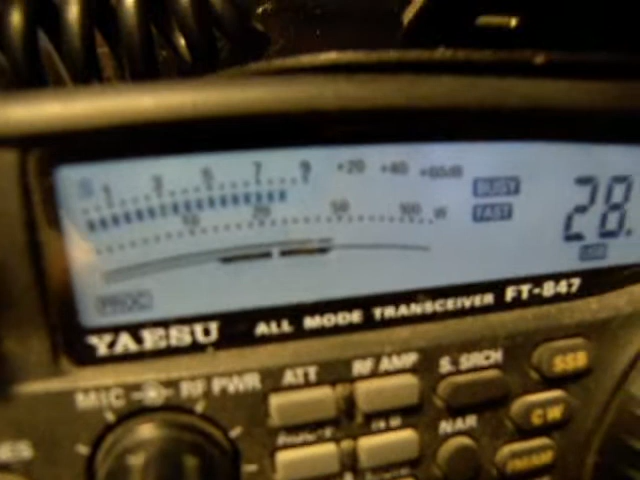 S 1 3 5 7 9 +20 +40 +60dB
BUSY
10 20 50 100 W
FAST
28.
USB
PROC
YAESU ALL MODE TRANSCEIVER FT-847
MIC RF PWR ATT RF AMP S. SRCH SSB
NAR CW